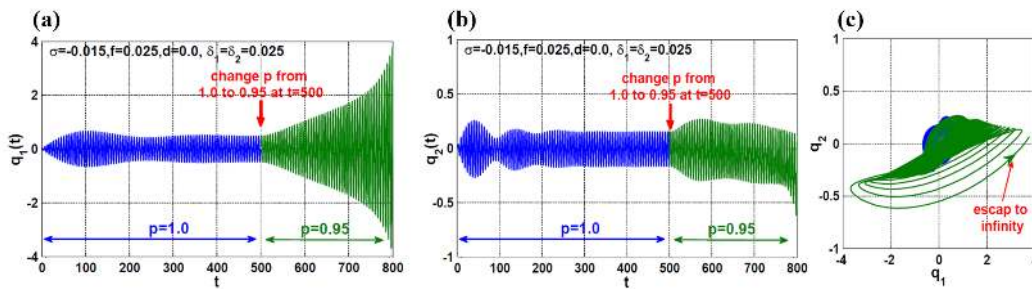 (a)
σ=-0.015,f=0.025,d=0.0, δ₁=δ₂=0.025
change p from
1.0 to 0.95 at t=500
p=1.0
p=0.95
q₁(t)
4
2
0
-2
-4
0 100 200 300 400 500 600 700 800
t
(b)
σ=-0.015,f=0.025,d=0.0, δ₁=δ₂=0.025
change p from
1.0 to 0.95 at t=500
p=1.0
p=0.95
q₂(t)
1
0.5
0
-0.5
-1
0 100 200 300 400 500 600 700 800
t
(c)
q₂
1
0.5
0
-0.5
-1
escap to
infinity
-4 -2 0 2 4
q₁